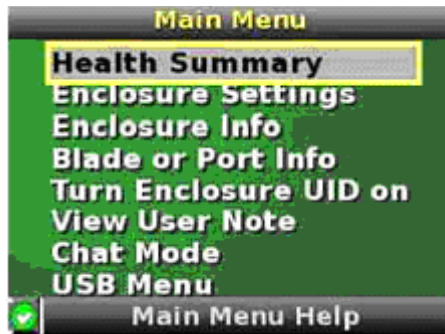 Main Menu
Health Summary
Enclosure Settings
Enclosure Info
Blade or Port Info
Turn Enclosure UID on
View User Note
Chat Mode
USB Menu
Main Menu Help